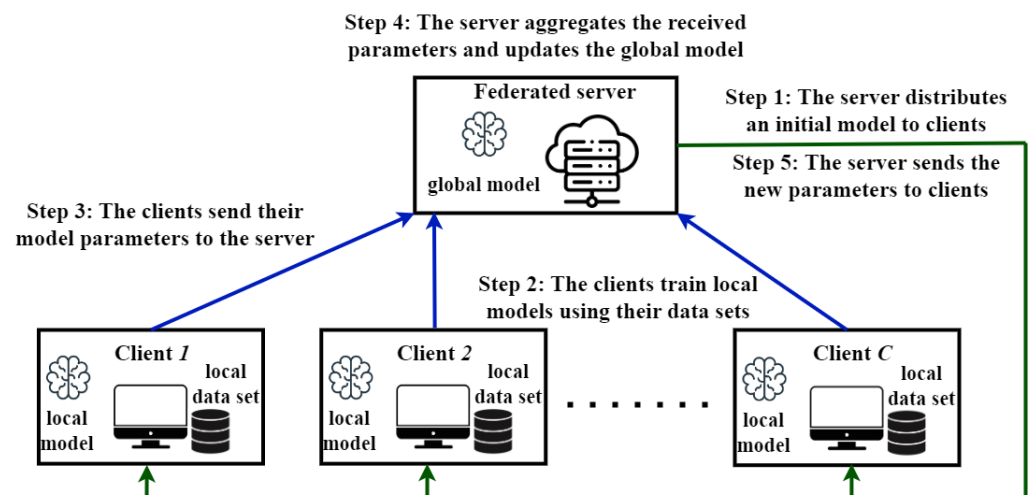 Step 4: The server aggregates the received
parameters and updates the global model
Federated server
global model
Step 1: The server distributes
an initial model to clients
Step 5: The server sends the
new parameters to clients
Step 3: The clients send their
model parameters to the server
Step 2: The clients train local
models using their data sets
Client 1
local
data set
local
model
Client 2
local
data set
local
model
.......
Client C
local
data set
local
model